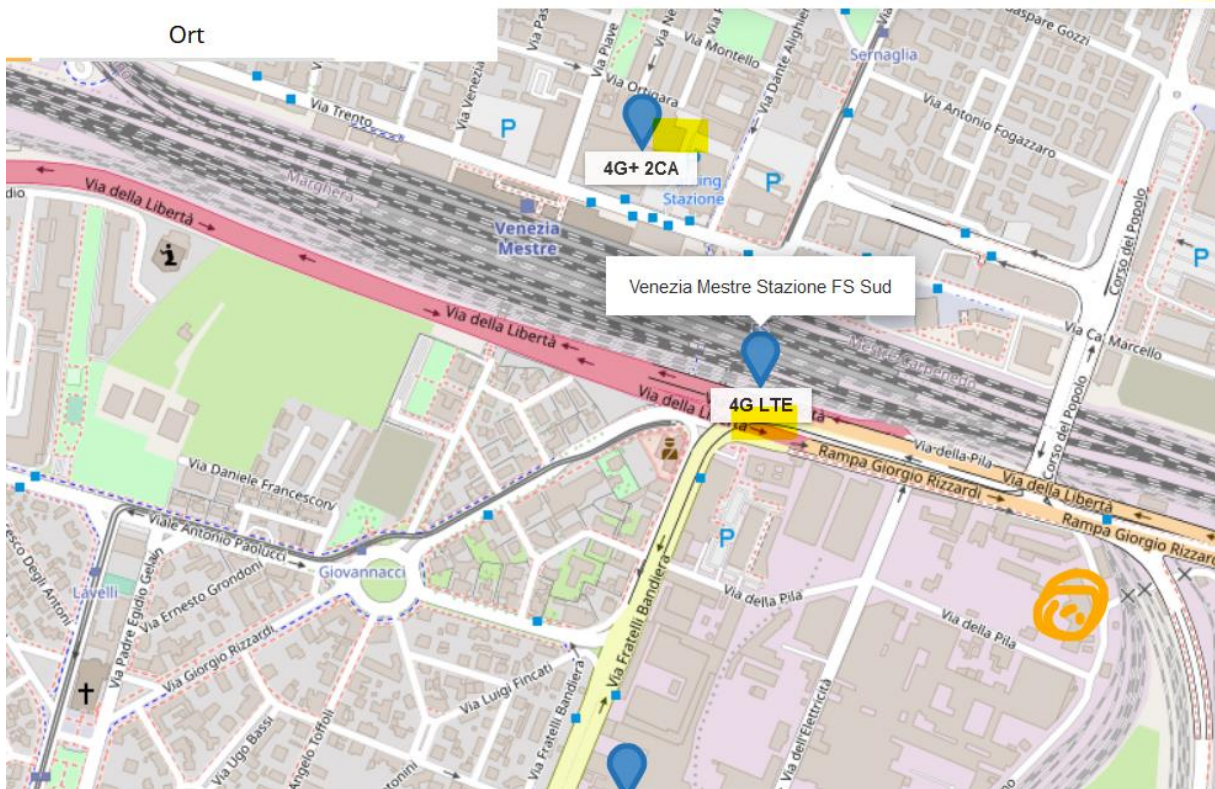 Ort
Via Piave
Via Montello
Via Dante Alighieri
Sernaglia
Gaspare Gozzi
Via Ortigara
Via Trento
Via Venezia
P
Via Antonio Fogazzaro
4G+ 2CA
Stazione
P
Marghera
Venezia
Mestre
Via della Libertà
Corso del Popolo
P
Venezia Mestre Stazione FS Sud
Via della Libertà
Via della Libertà
Via Ca' Marcello
Mestre Carpenedo
4G LTE
Via della Pila
Corso del Popolo
Rampa Giorgio Rizzardi
Via della Libertà
Rampa Giorgio Rizzardi
Via Daniele Francesconi
Viale Antonio Paolucci
P
Giovannacci
Lavelli
Via Padre Egidio Gelain
Via Ernesto Grondoni
Via Giorgio Rizzardi
Via Fratelli Bandiera
Via della Pila
Via della Pila
Via Luigi Fincati
Via Fratelli Bandiera
Via Ugo Bassi
Via dell'Elettricità